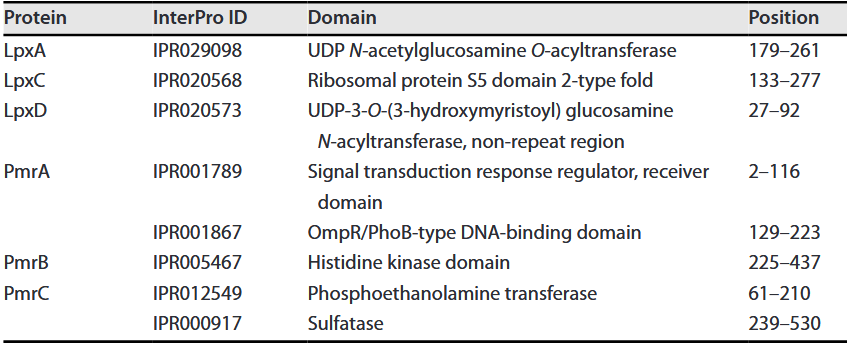 Protein InterPro ID Domain Position
LpxA IPR029098 UDP N-acetylglucosamine O-acyltransferase 179–261
LpxC IPR020568 Ribosomal protein S5 domain 2-type fold 133–277
LpxD IPR020573 UDP-3-O-(3-hydroxymyristoyl) glucosamine 27–92
N-acyltransferase, non-repeat region
PmrA IPR001789 Signal transduction response regulator, receiver 2–116
domain
IPR001867 OmpR/PhoB-type DNA-binding domain 129–223
PmrB IPR005467 Histidine kinase domain 225–437
PmrC IPR012549 Phosphoethanolamine transferase 61–210
IPR000917 Sulfatase 239–530